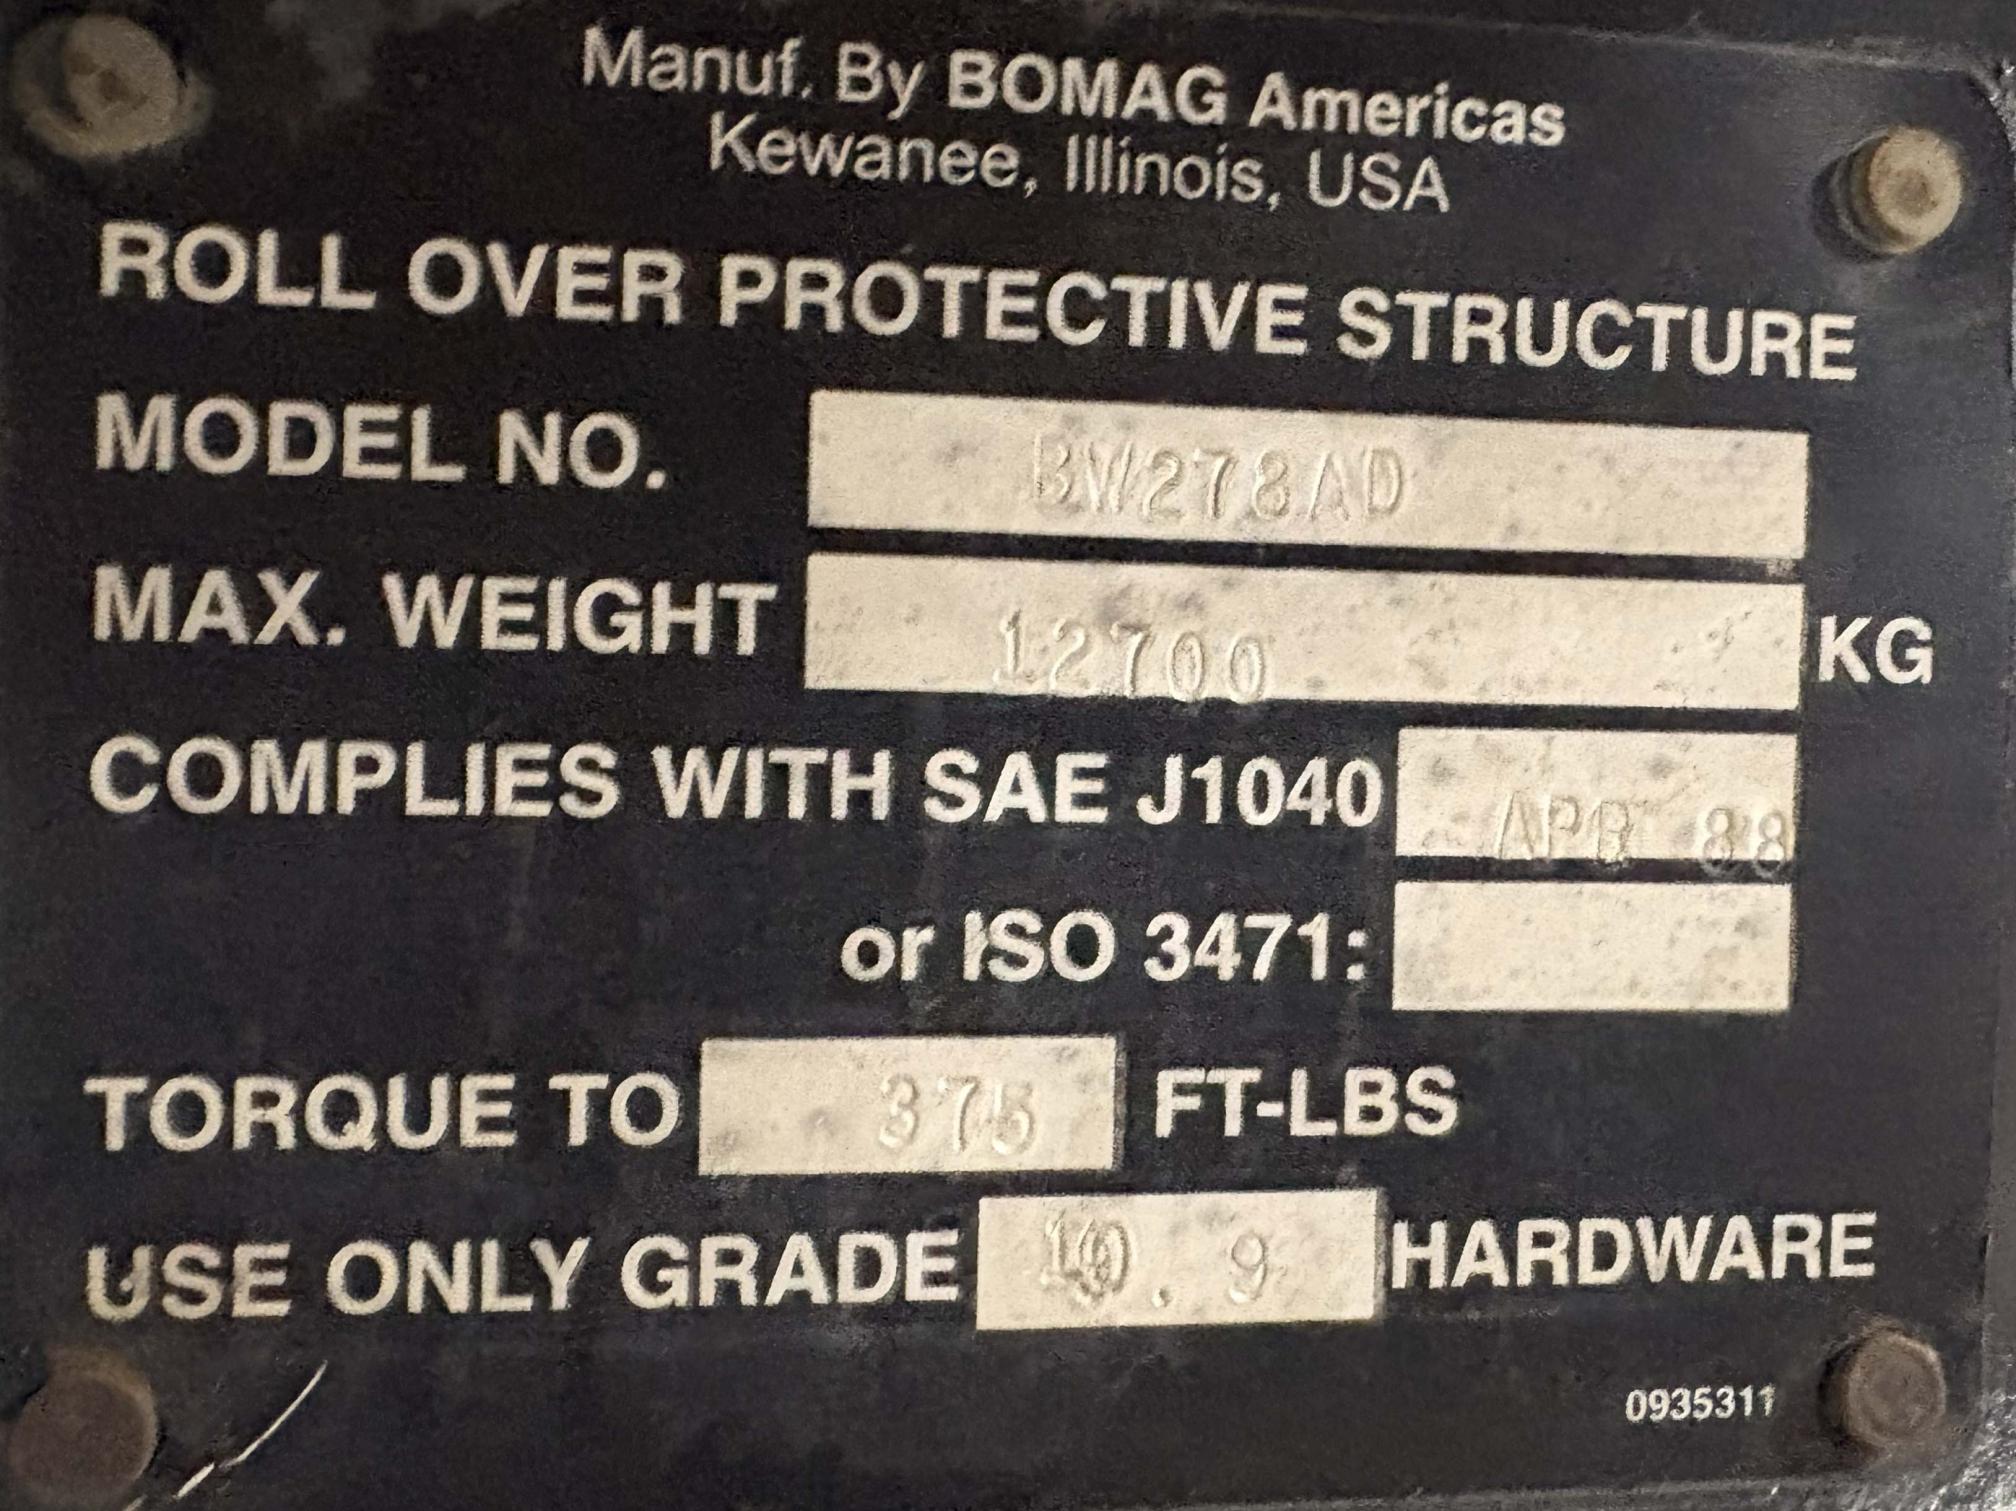 Manuf. By BOMAG Americas
Kewanee, Illinois, USA
ROLL OVER PROTECTIVE STRUCTURE
MODEL NO. BW278AD
MAX. WEIGHT 12700 KG
COMPLIES WITH SAE J1040 APR 88
or ISO 3471:
TORQUE TO 375 FT-LBS
USE ONLY GRADE 10.9 HARDWARE
0935311